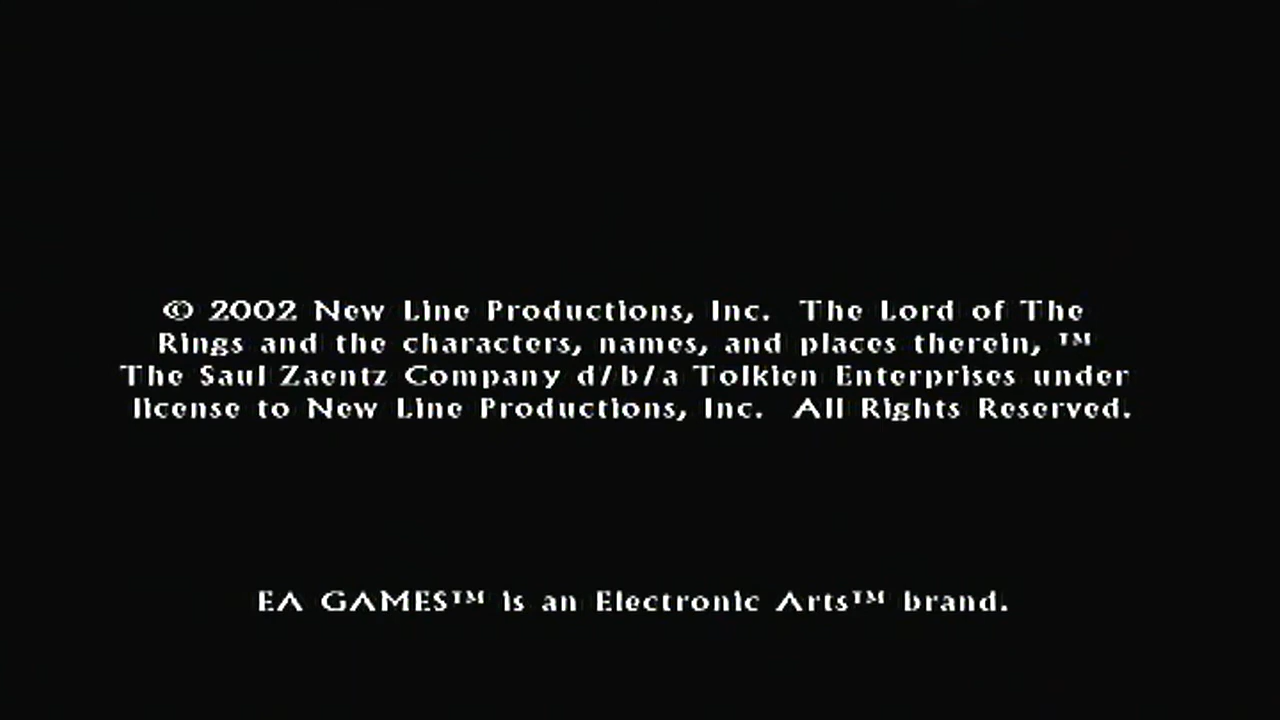 © 2002 New Line Productions, Inc. The Lord of The
Rings and the characters, names, and places therein, ™
The Saul Zaentz Company d/b/a Tolkien Enterprises under
license to New Line Productions, Inc. All Rights Reserved.
EA GAMES™ is an Electronic Arts™ brand.